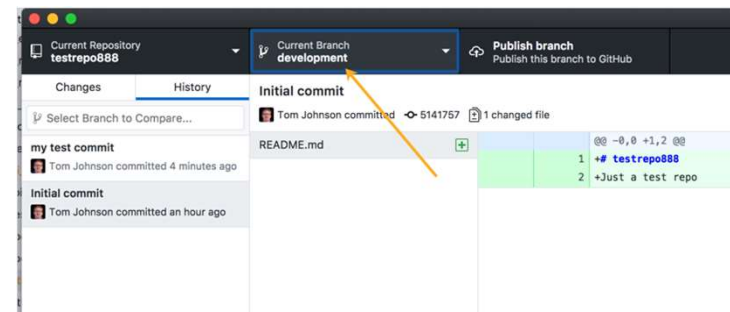 Current Repository
testrepo888
Current Branch
development
Publish branch
Publish this branch to GitHub
Changes
History
Select Branch to Compare...
my test commit
Tom Johnson committed 4 minutes ago
Initial commit
Tom Johnson committed an hour ago
Initial commit
Tom Johnson committed 5141757 1 changed file
README.md
@@ -0,0 +1,2 @@
1 +# testrepo888
2 +Just a test repo